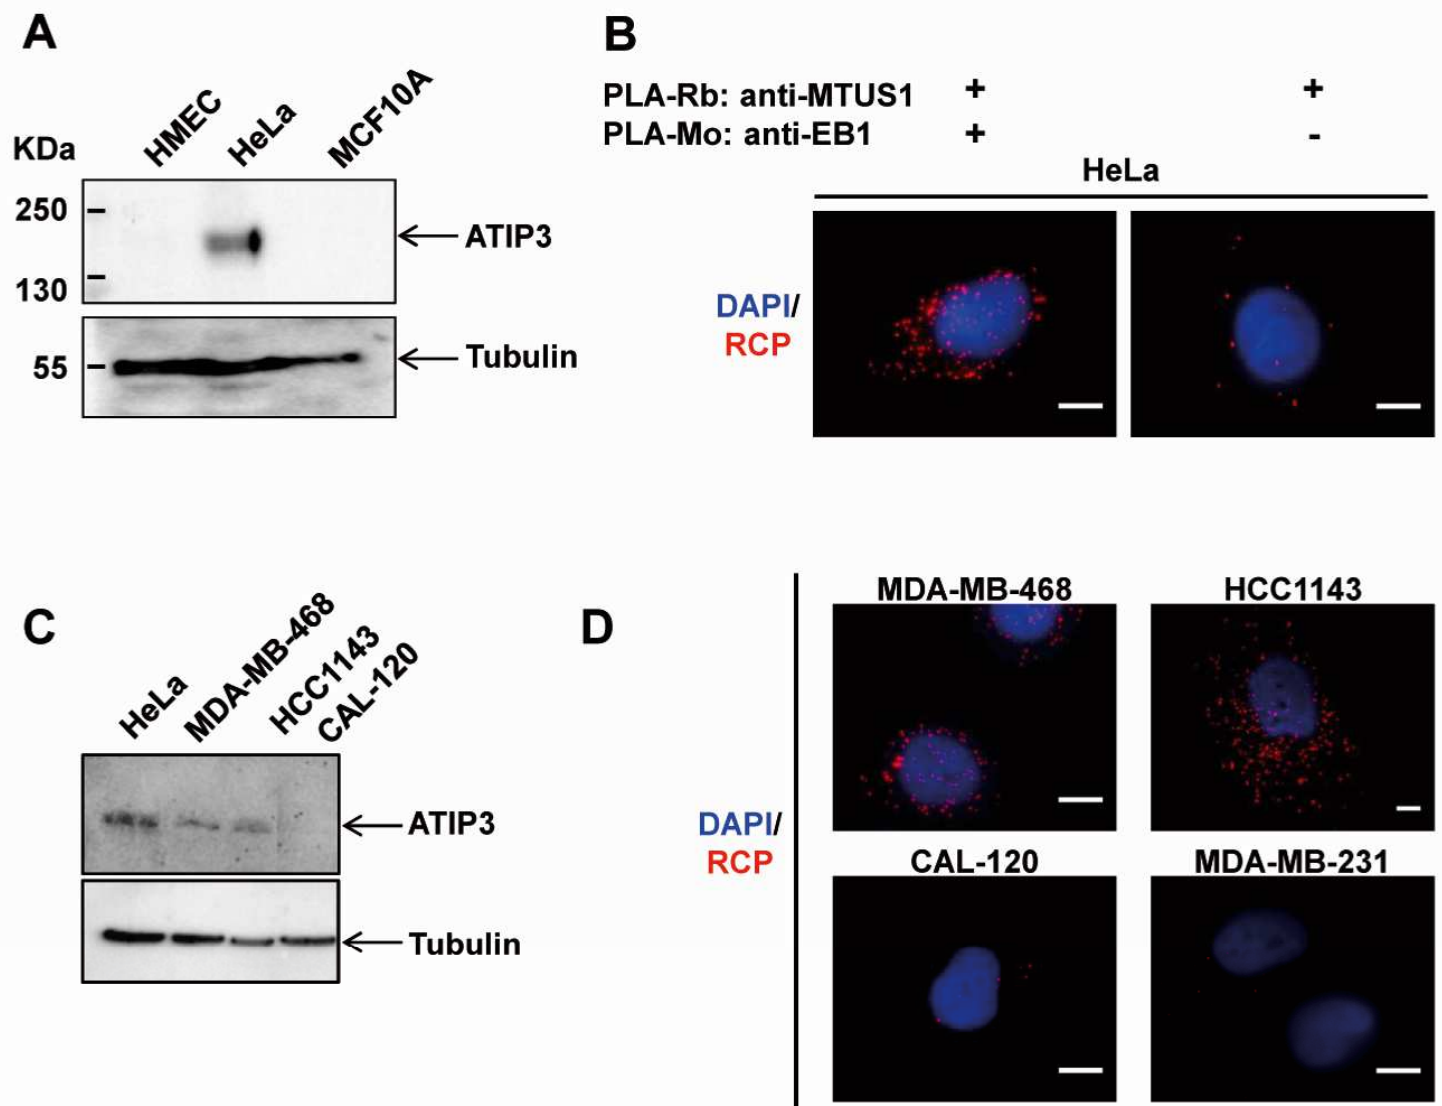 A
HMEC
HeLa
MCF10A
KDa
250
130
55
ATIP3
Tubulin
B
PLA-Rb: anti-MTUS1 + +
PLA-Mo: anti-EB1 + -
HeLa
DAPI/
RCP
C
HeLa
MDA-MB-468
HCC1143
CAL-120
ATIP3
Tubulin
D
MDA-MB-468
HCC1143
DAPI/
RCP
CAL-120
MDA-MB-231